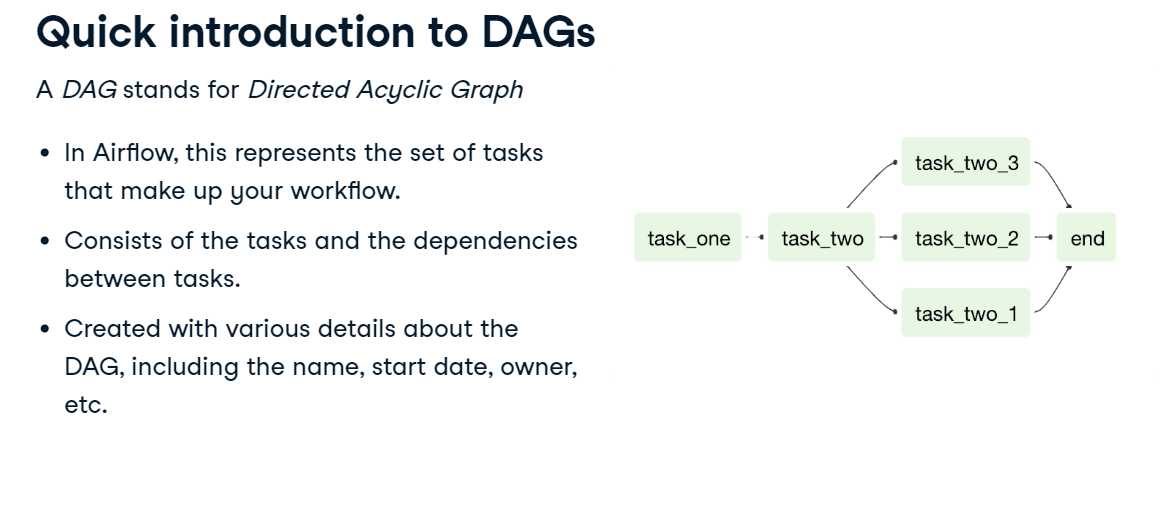 Quick introduction to DAGs
A DAG stands for Directed Acyclic Graph
• In Airflow, this represents the set of tasks
that make up your workflow.
• Consists of the tasks and the dependencies
between tasks.
• Created with various details about the
DAG, including the name, start date, owner,
etc.
task_one
task_two
task_two_3
task_two_2
task_two_1
end